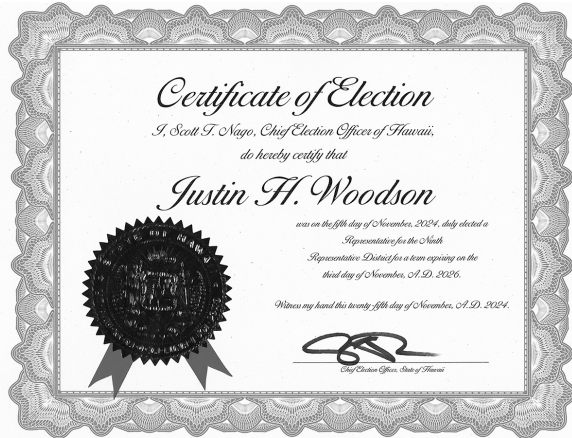 Certificate of Election
I, Scott T. Nago, Chief Election Officer of Hawaii,
do hereby certify that
Justin H. Woodson
was on the fifth day of November, 2024, duly elected a
Representative for the Ninth
Representative District for a term expiring on the
third day of November, A.D. 2026.
Witness my hand this twenty-fifth day of November, A.D. 2024.
Chief Election Officer, State of Hawaii